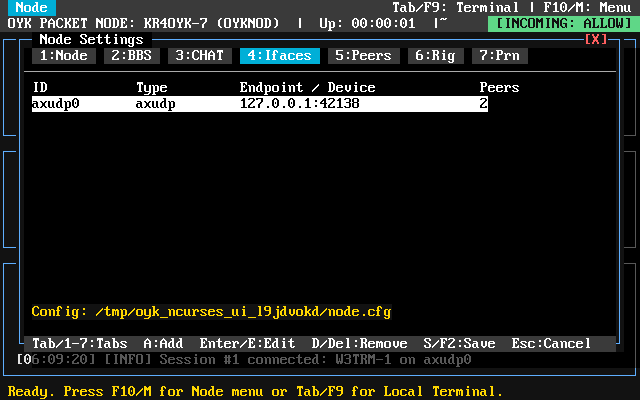 Node Tab/F9: Terminal | F10/M: Menu
OYK PACKET NODE: KR4OYK-7 (OYKNOD) | Up: 00:00:01 |~ [INCOMING: ALLOW]
Node Settings [X]
1:Node 2:BBS 3:CHAT 4:Ifaces 5:Peers 6:Rig 7:Prn
ID Type Endpoint / Device Peers
axudp0 axudp 127.0.0.1:42138 2
Config: /tmp/oyk_ncurses_ui_l9jdvokd/node.cfg
Tab/1-7:Tabs A:Add Enter/E:Edit D/Del:Remove S/F2:Save Esc:Cancel
[06:09:20] [INFO] Session #1 connected: W3TRM-1 on axudp0
Ready. Press F10/M for Node menu or Tab/F9 for Local Terminal.